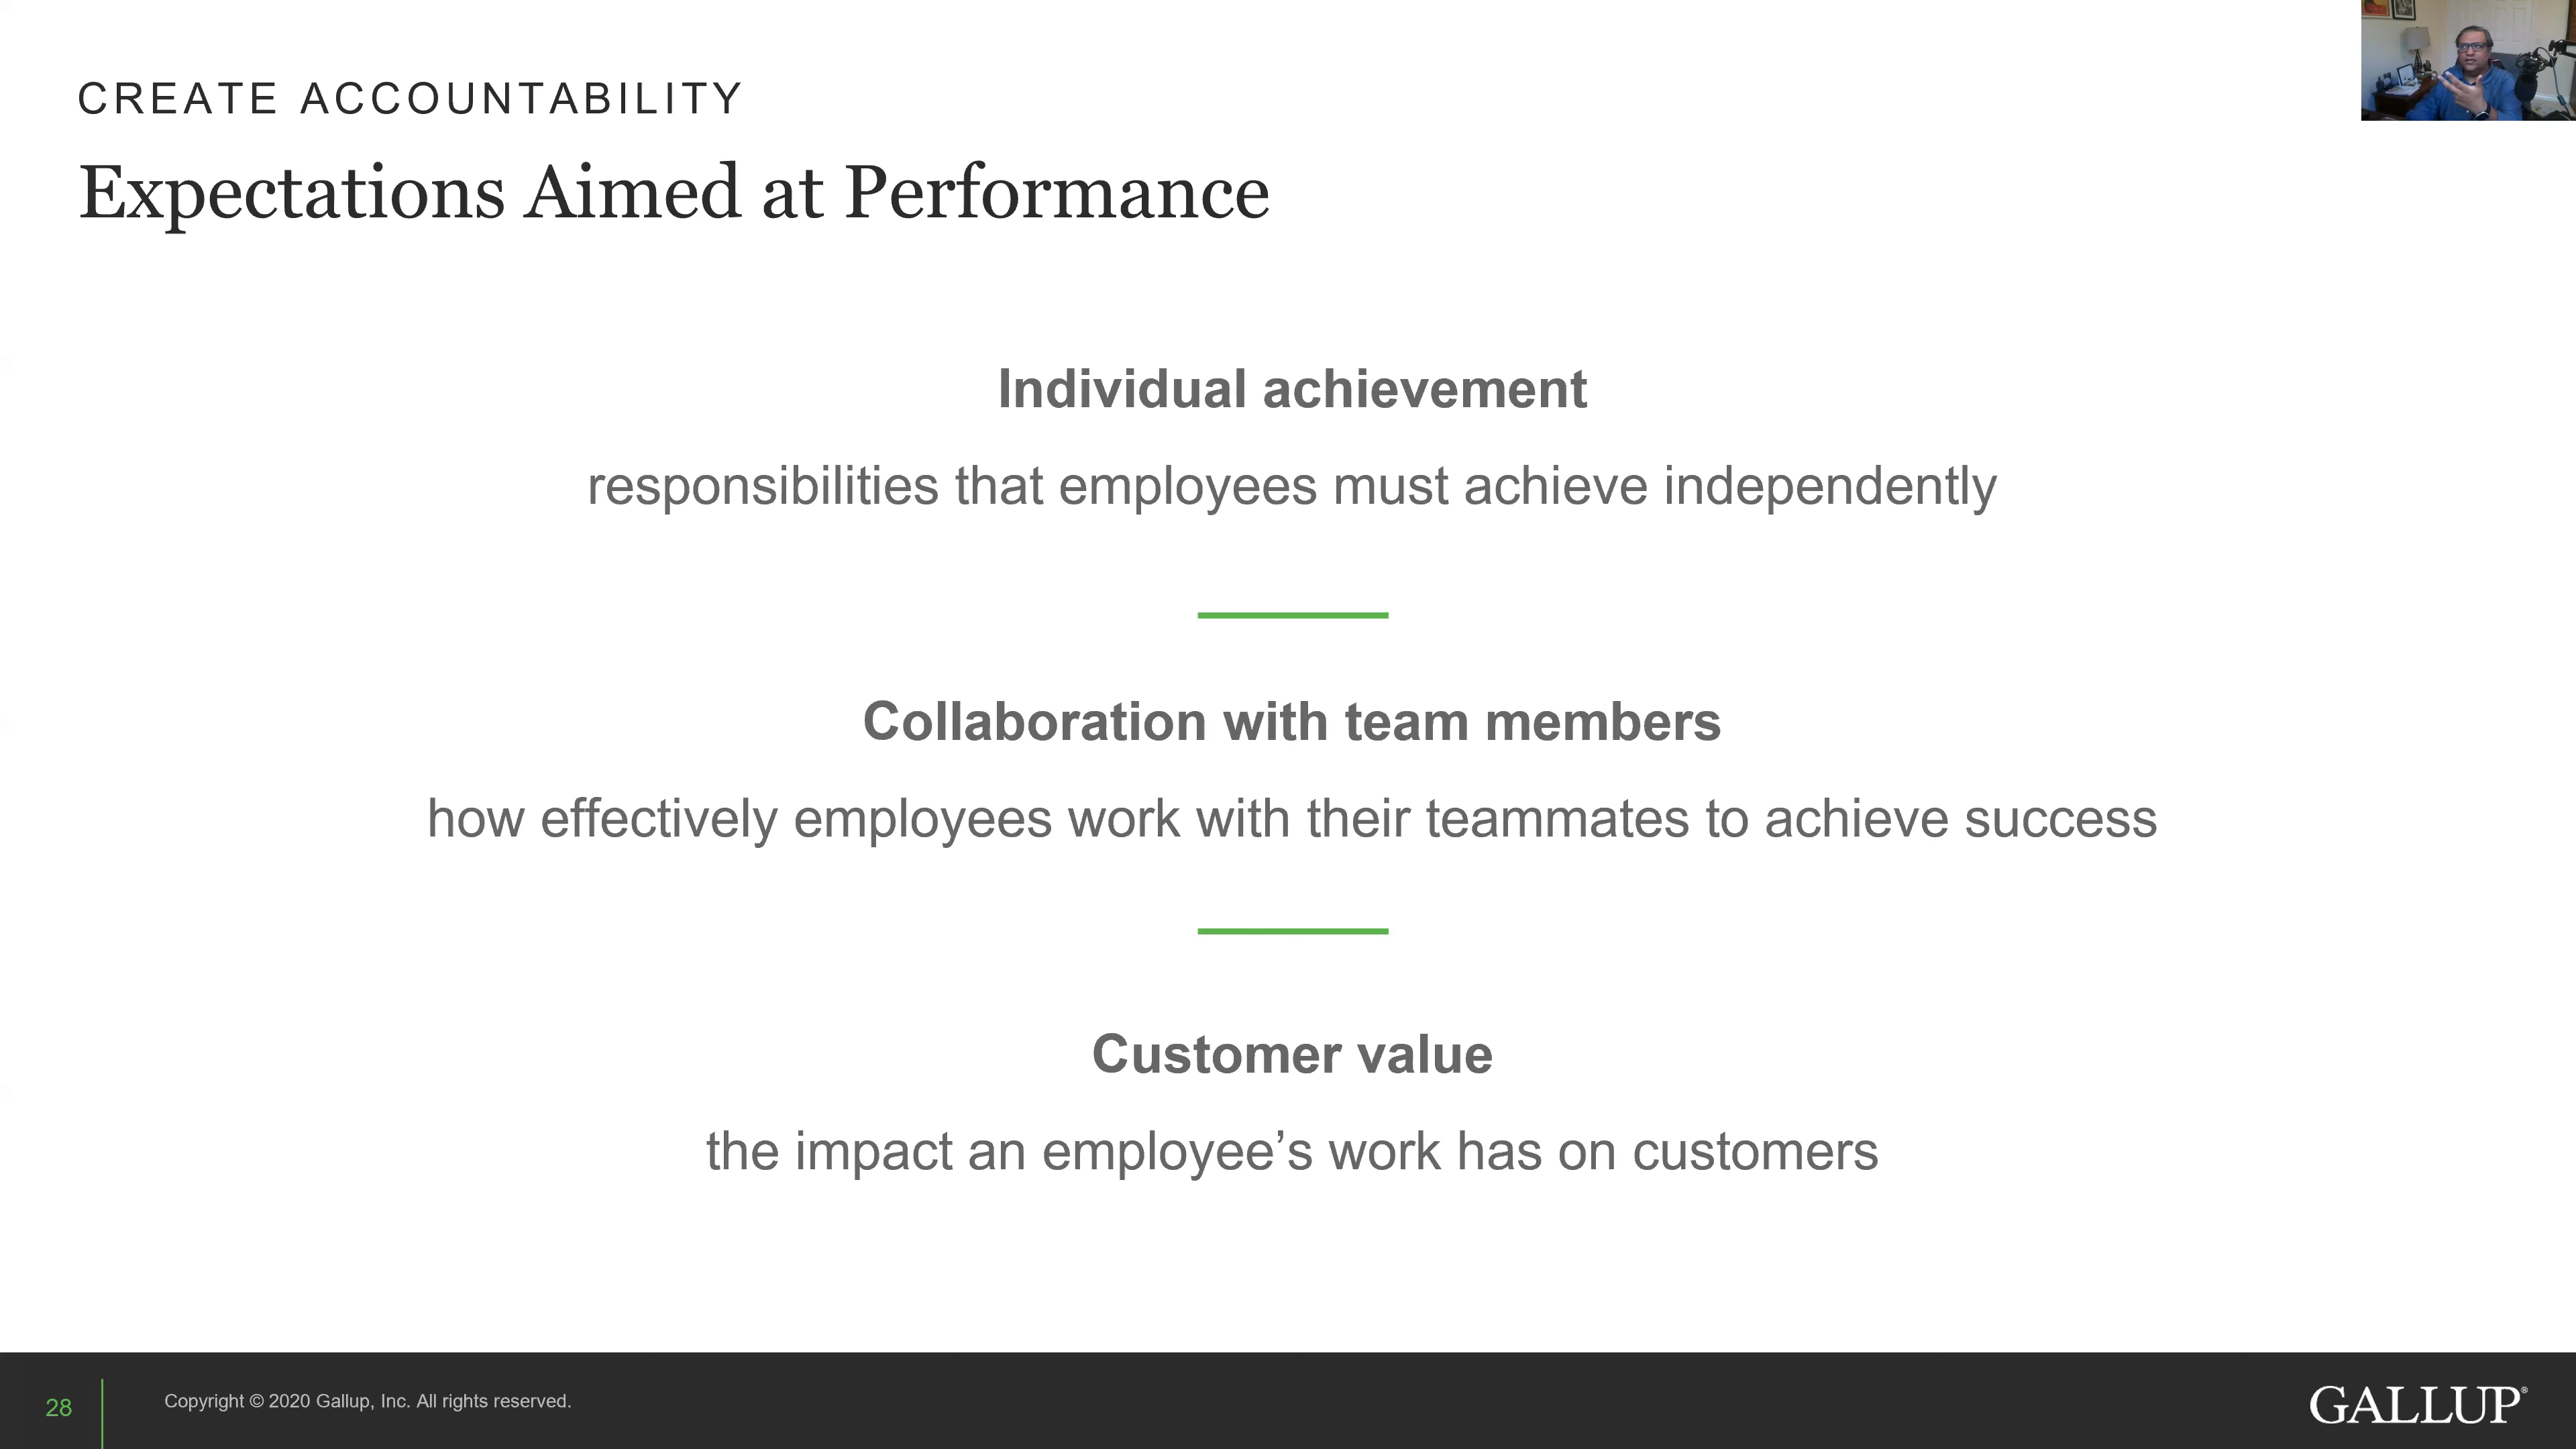 CREATE ACCOUNTABILITY
Expectations Aimed at Performance
Individual achievement
responsibilities that employees must achieve independently
Collaboration with team members
how effectively employees work with their teammates to achieve success
Customer value
the impact an employee’s work has on customers
28
Copyright © 2020 Gallup, Inc. All rights reserved.
GALLUP®